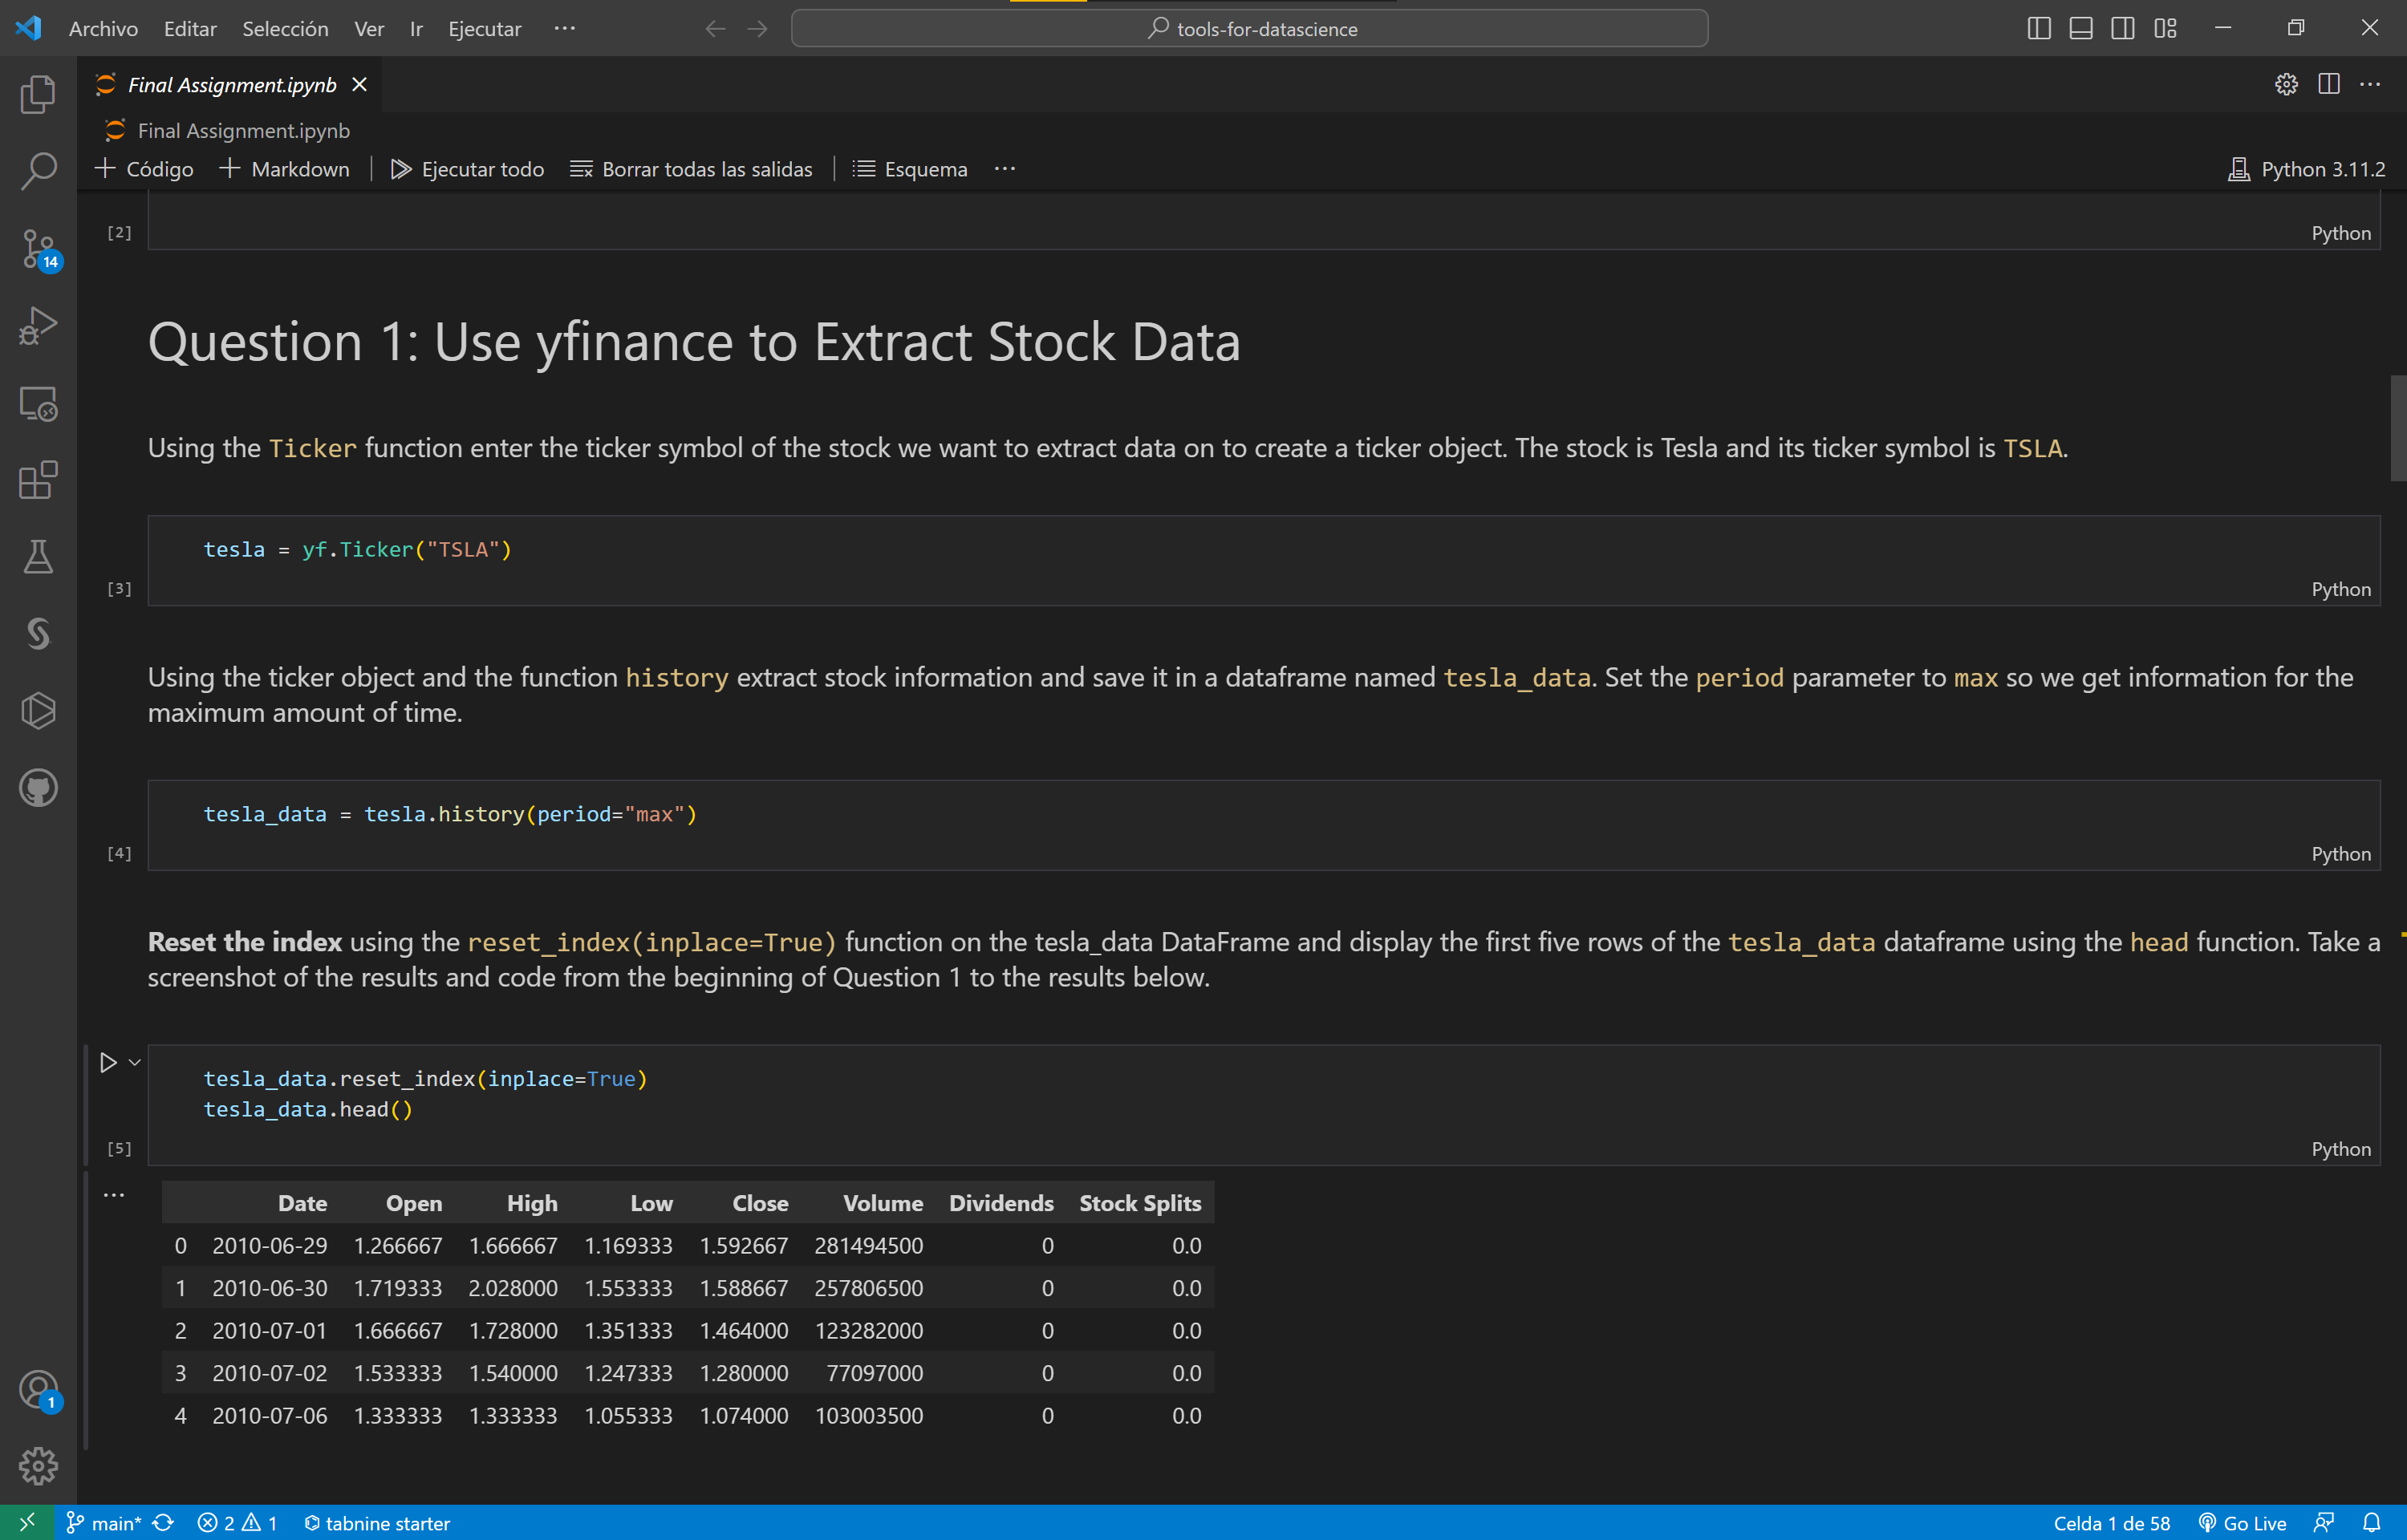 Archivo Editar Selección Ver Ir Ejecutar ··· tools-for-datascience
Final Assignment.ipynb
Final Assignment.ipynb
+ Código + Markdown Ejecutar todo Borrar todas las salidas Esquema ··· Python 3.11.2
[2] Python
14
Question 1: Use yfinance to Extract Stock Data
Using the Ticker function enter the ticker symbol of the stock we want to extract data on to create a ticker object. The stock is Tesla and its ticker symbol is TSLA.
tesla = yf.Ticker("TSLA")
[3] Python
Using the ticker object and the function history extract stock information and save it in a dataframe named tesla_data. Set the period parameter to max so we get information for the
maximum amount of time.
tesla_data = tesla.history(period="max")
[4] Python
Reset the index using the reset_index(inplace=True) function on the tesla_data DataFrame and display the first five rows of the tesla_data dataframe using the head function. Take a
screenshot of the results and code from the beginning of Question 1 to the results below.
tesla_data.reset_index(inplace=True)
tesla_data.head()
[5] Python
···
Date Open High Low Close Volume Dividends Stock Splits
0 2010-06-29 1.266667 1.666667 1.169333 1.592667 281494500 0 0.0
1 2010-06-30 1.719333 2.028000 1.553333 1.588667 257806500 0 0.0
2 2010-07-01 1.666667 1.728000 1.351333 1.464000 123282000 0 0.0
3 2010-07-02 1.533333 1.540000 1.247333 1.280000 77097000 0 0.0
4 2010-07-06 1.333333 1.333333 1.055333 1.074000 103003500 0 0.0
1
main* 2 1 tabnine starter Celda 1 de 58 Go Live